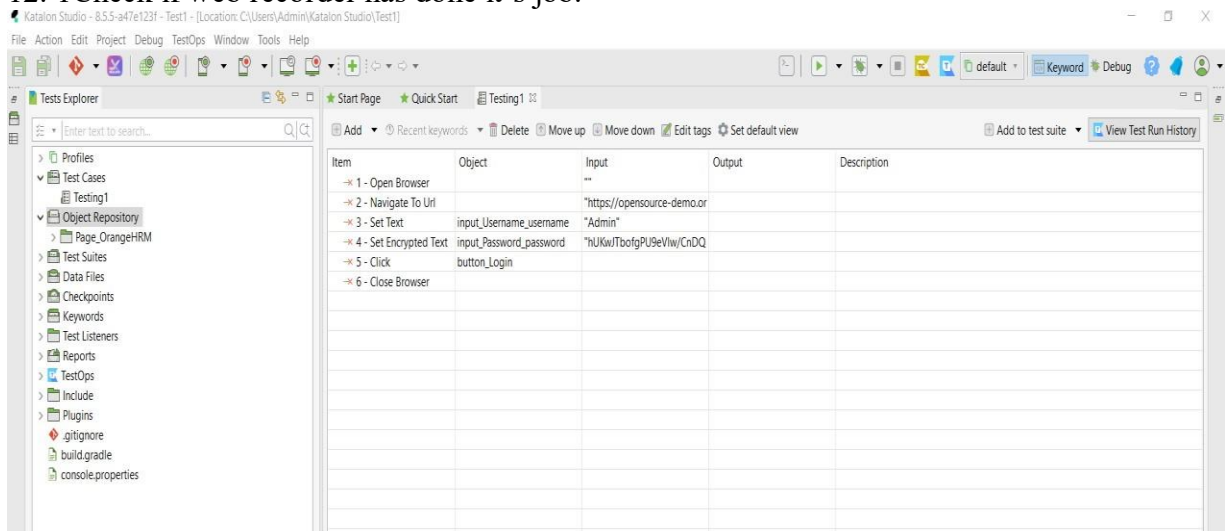 12. TCheck if web recorder has done it's job.
Katalon Studio - 8.5.5-a47e123f - Test1 - [Location: C:\Users\Admin\Katalon Studio\Test1]
File Action Edit Project Debug TestOps Window Tools Help
default Keyword Debug
Tests Explorer
Start Page Quick Start Testing1
Enter text to search...
Add Recent keywords Delete Move up Move down Edit tags Set default view Add to test suite View Test Run History
Profiles
Test Cases
Testing1
Object Repository
Page_OrangeHRM
Test Suites
Data Files
Checkpoints
Keywords
Test Listeners
Reports
TestOps
Include
Plugins
.gitignore
build.gradle
console.properties
Item Object Input Output Description
1 - Open Browser ""
2 - Navigate To Url "https://opensource-demo.or
3 - Set Text input_Username_username "Admin"
4 - Set Encrypted Text input_Password_password "hUKwJTbofgPU9eVlw/CnDQ
5 - Click button_Login
6 - Close Browser